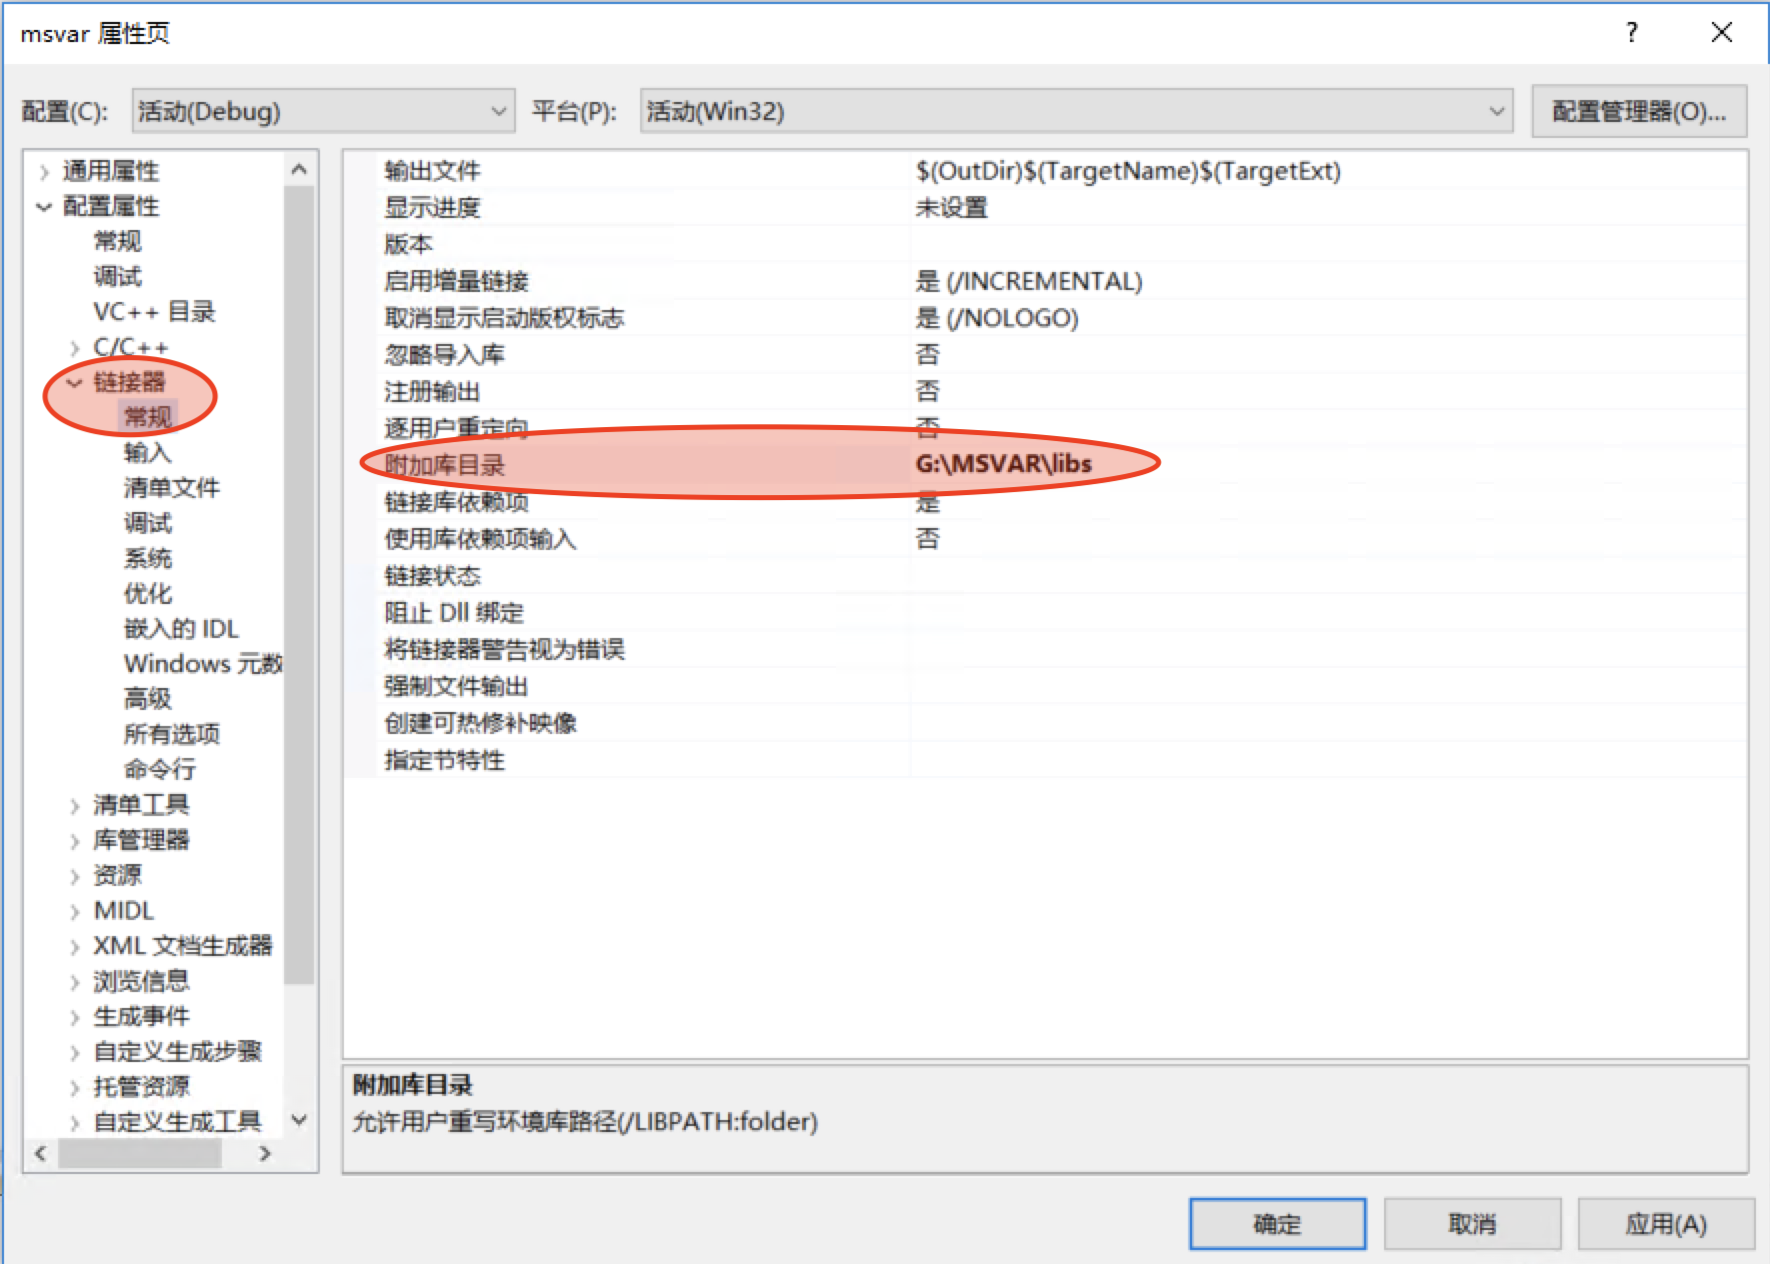 msvar 属性页
?
配置(C): 活动(Debug) 平台(P): 活动(Win32) 配置管理器(O)...
通用属性
配置属性
常规
调试
VC++ 目录
C/C++
链接器
常规
输入
清单文件
调试
系统
优化
嵌入的 IDL
Windows 元数
高级
所有选项
命令行
清单工具
库管理器
资源
MIDL
XML 文档生成器
浏览信息
生成事件
自定义生成步骤
托管资源
自定义生成工具
输出文件 $(OutDir)$(TargetName)$(TargetExt)
显示进度 未设置
版本
启用增量链接 是 (/INCREMENTAL)
取消显示启动版权标志 是 (/NOLOGO)
忽略导入库 否
注册输出 否
逐用户重定向 否
附加库目录 G:\MSVAR\libs
链接库依赖项 是
使用库依赖项输入 否
链接状态
阻止 Dll 绑定
将链接器警告视为错误
强制文件输出
创建可热修补映像
指定节特性
附加库目录
允许用户重写环境库路径(/LIBPATH:folder)
确定 取消 应用(A)